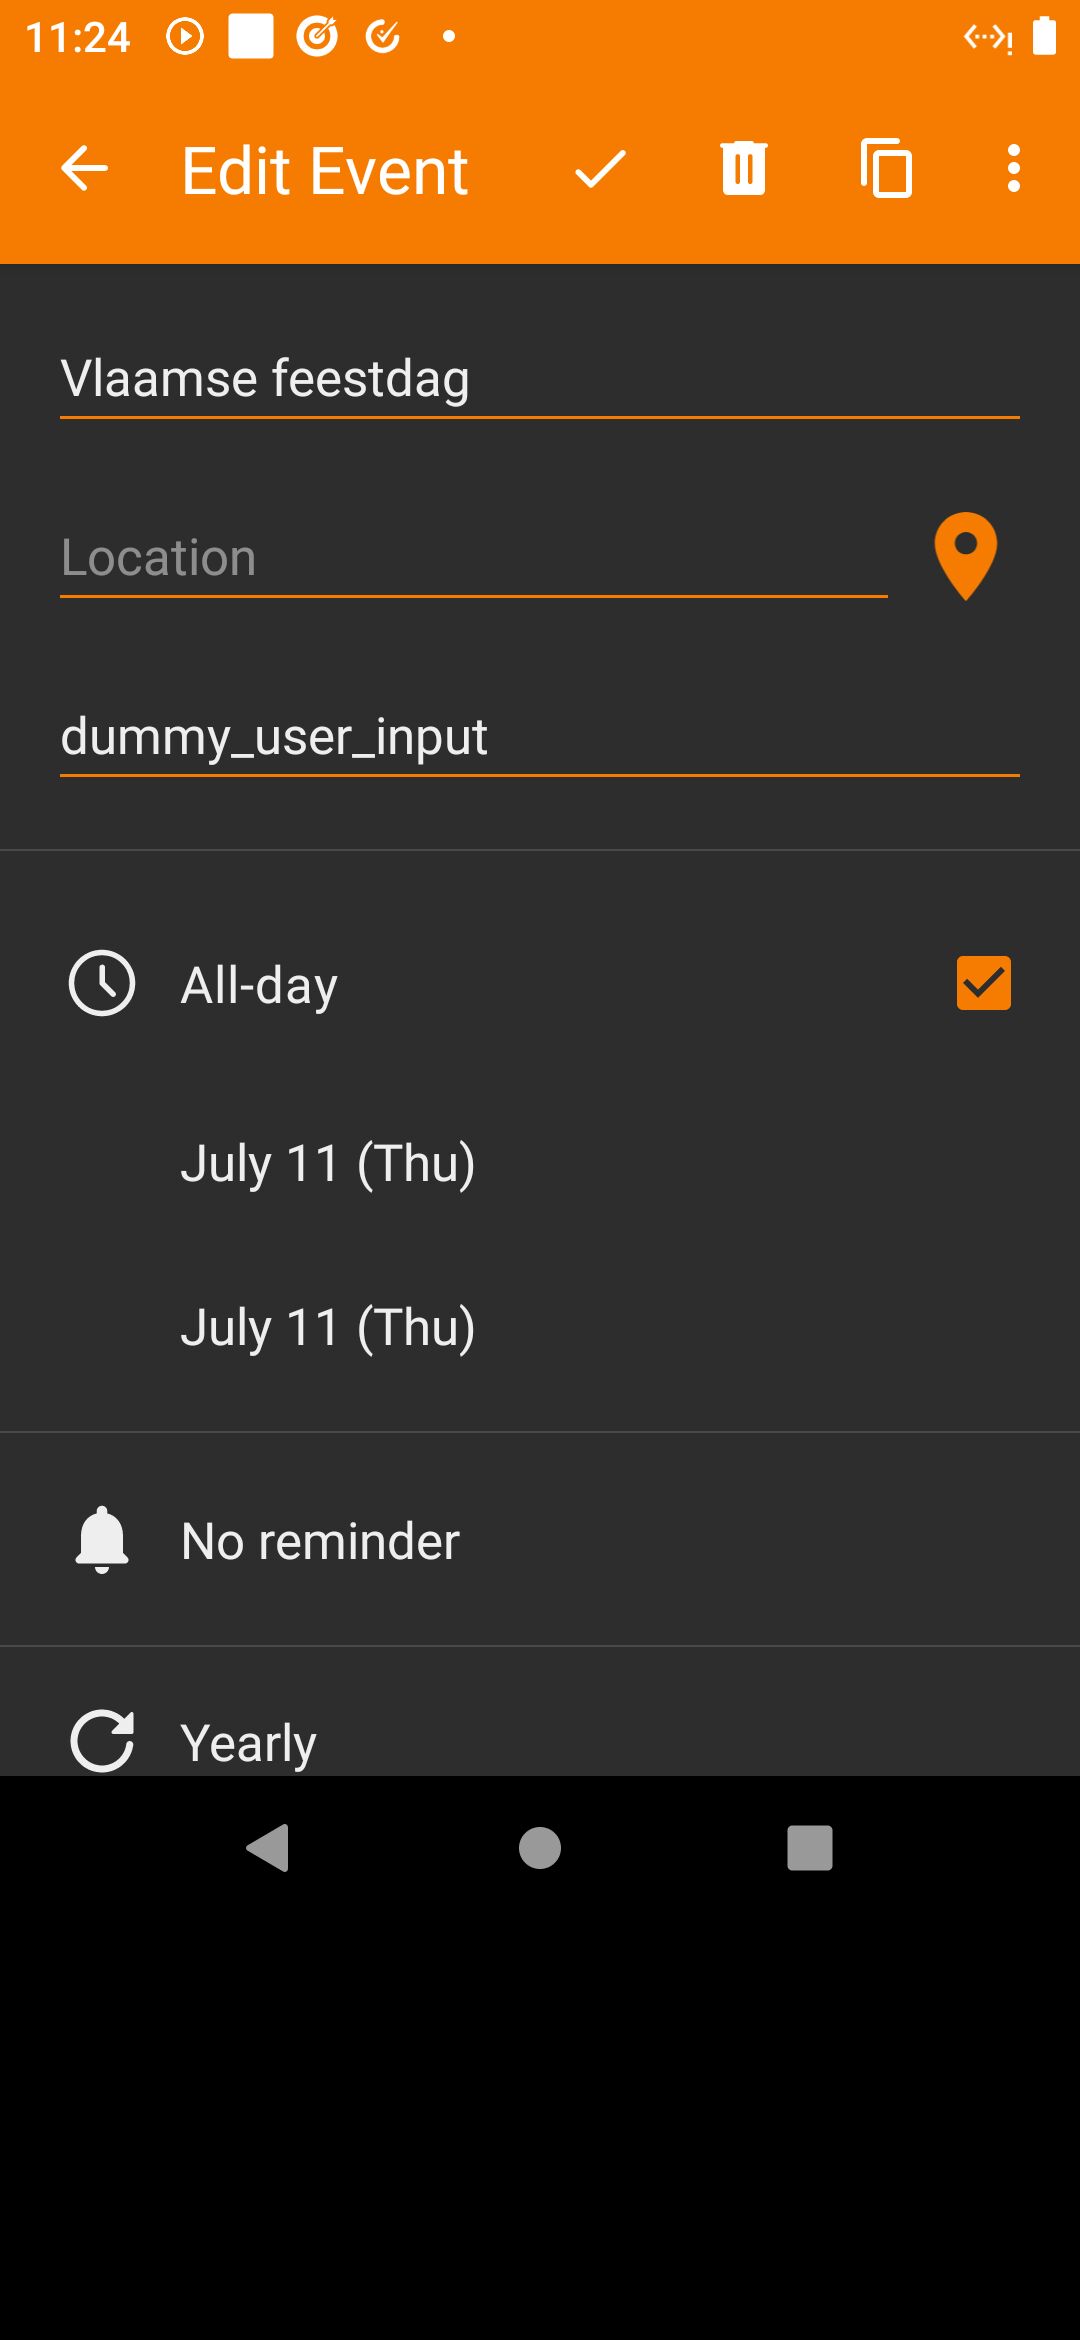 11:24
Edit Event
Vlaamse feestdag
Location
dummy_user_input
All-day
July 11 (Thu)
July 11 (Thu)
No reminder
Yearly